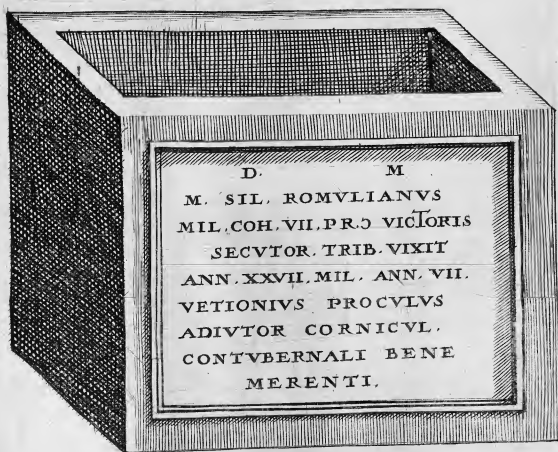 D. M
M. SIL. ROMVLIANVS
MIL. COH. VII. PRƆ VICTORIS
SECVTOR. TRIB. VIXIT
ANN. XXVII. MIL. ANN. VII.
VETIONIVS PROCVLVS
ADIVTOR CORNICVL.
CONTVBERNALI BENE
MERENTI.